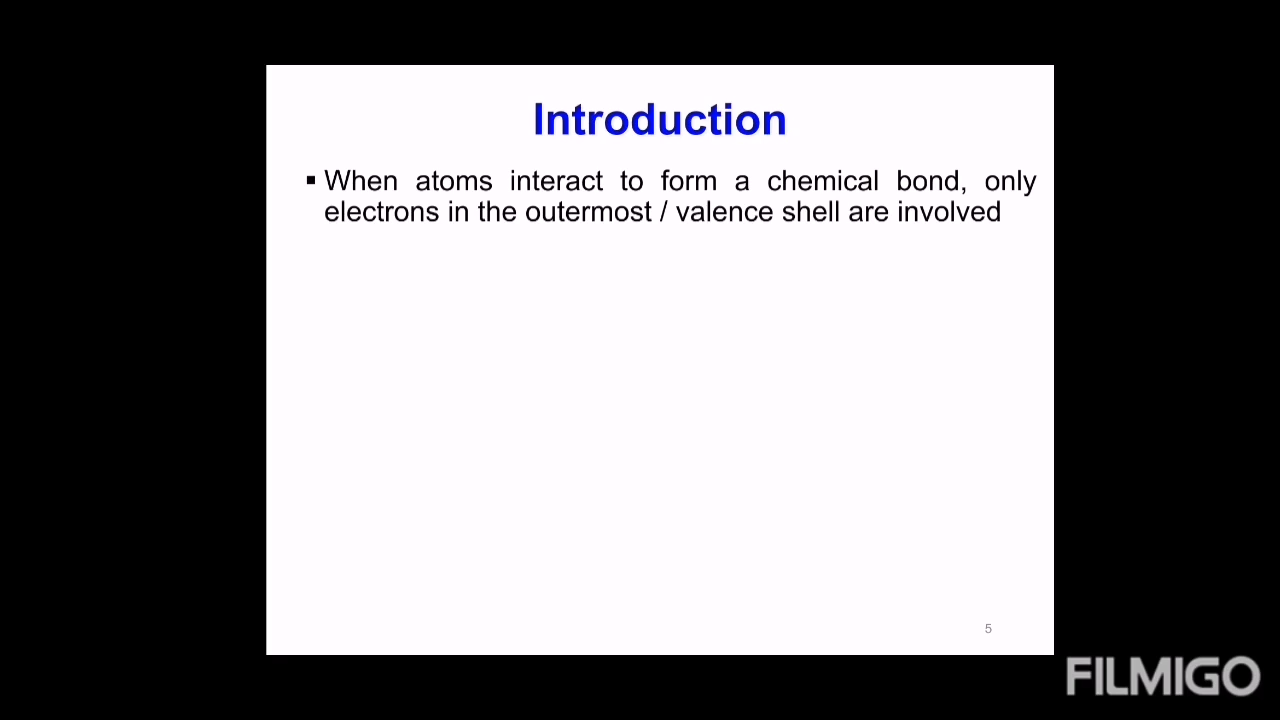 Introduction
▪ When atoms interact to form a chemical bond, only
electrons in the outermost / valence shell are involved
5
FILMIGO